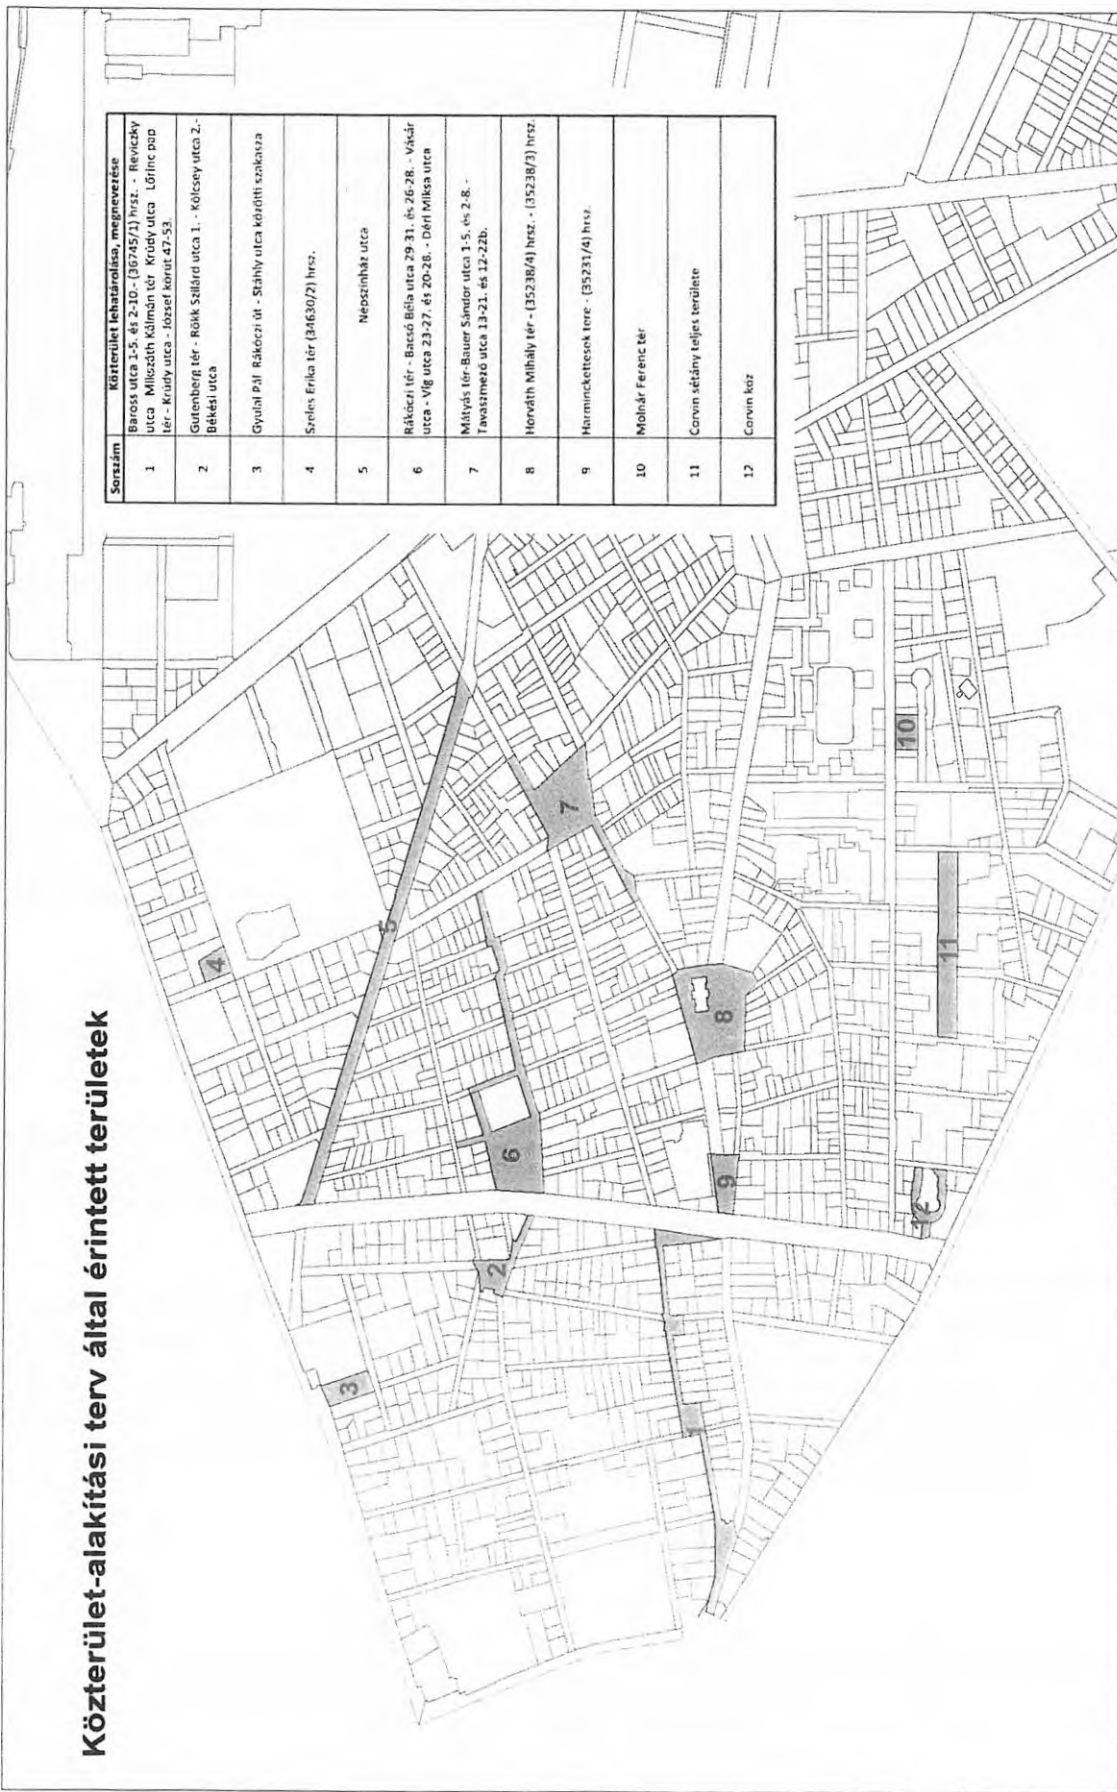 Közterület-alakítási terv által érintett területek
Sorszám
Közterület lehatárolása, megnevezése
1
Baross utca 1-5. és 2-10.- (36745/1) hrsz. - Reviczky
utca Mikszáth Kálmán tér Krúdy utca Lőrinc pap
tér - Krúdy utca - József körút 47-53.
2
Gutenberg tér - Rökk Szilárd utca 1. - Kölcsey utca 2.-
Békési utca
3
Gyulai Pál Rákóczi út - Stáhly utca közötti szakasza
4
Szeles Erika tér (34630/2) hrsz.
5
Népszínház utca
6
Rákóczi tér - Bacsó Béla utca 29-31. és 26-28. - Vásár
utca - Víg utca 23-27. és 20-28. - Déri Miksa utca
7
Mátyás tér-Bauer Sándor utca 1-5. és 2-8. -
Tavaszmező utca 13-21. és 12-22b.
8
Horváth Mihály tér - (35238/4) hrsz. - (35238/3) hrsz.
9
Harminckettesek tere - (35231/4) hrsz.
10
Molnár Ferenc tér
11
Corvin sétány teljes területe
12
Corvin köz
1
2
3
4
5
6
7
8
9
10
11
12